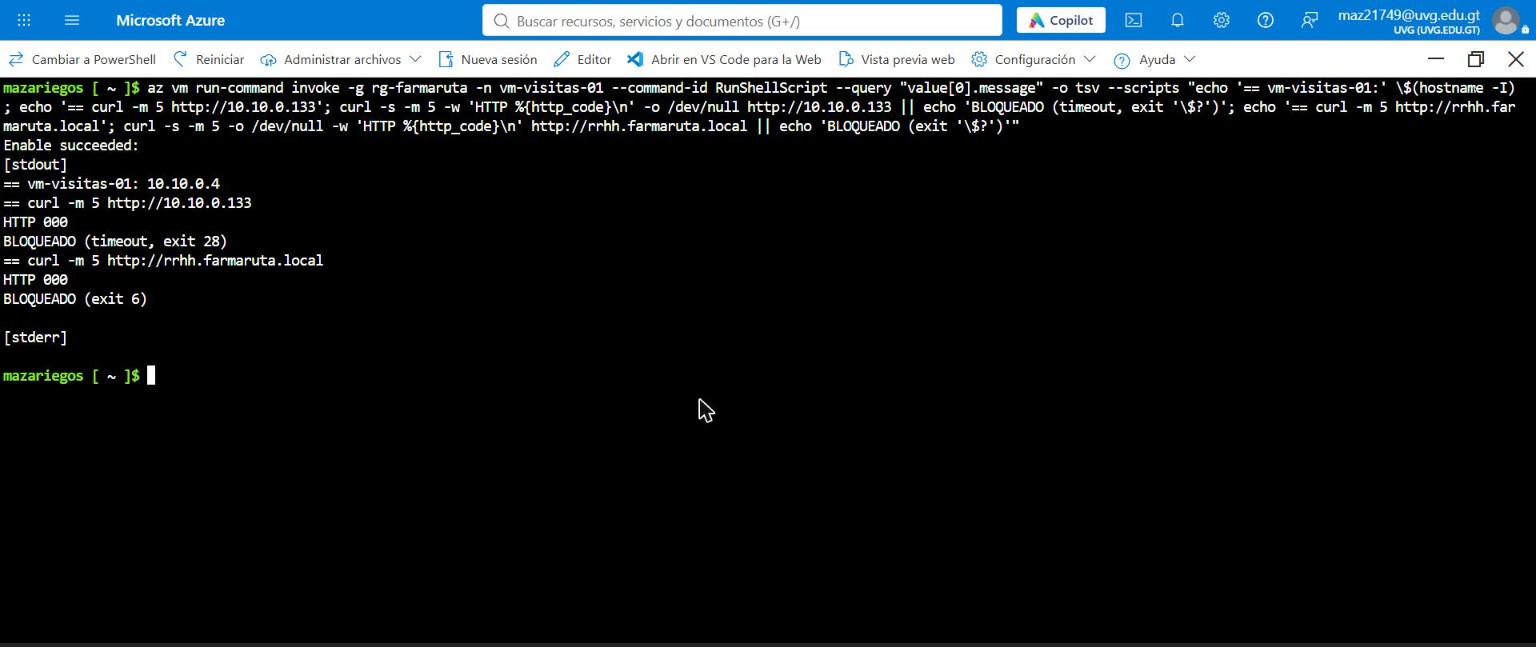 Microsoft Azure
Buscar recursos, servicios y documentos (G+/)
Copilot
maz21749@uvg.edu.gt
UVG (UVG.EDU.GT)
Cambiar a PowerShell
Reiniciar
Administrar archivos
Nueva sesión
Editor
Abrir en VS Code para la Web
Vista previa web
Configuración
Ayuda
mazariegos [ ~ ]$ az vm run-command invoke -g rg-farmaruta -n vm-visitas-01 --command-id RunShellScript --query "value[0].message" -o tsv --scripts "echo '== vm-visitas-01:' \$(hostname -I)
; echo '== curl -m 5 http://10.10.0.133'; curl -s -m 5 -w 'HTTP %{http_code}\n' -o /dev/null http://10.10.0.133 || echo 'BLOQUEADO (timeout, exit '\$?')'; echo '== curl -m 5 http://rrhh.far
maruta.local'; curl -s -m 5 -o /dev/null -w 'HTTP %{http_code}\n' http://rrhh.farmaruta.local || echo 'BLOQUEADO (exit '\$?')'"
Enable succeeded:
[stdout]
== vm-visitas-01: 10.10.0.4
== curl -m 5 http://10.10.0.133
HTTP 000
BLOQUEADO (timeout, exit 28)
== curl -m 5 http://rrhh.farmaruta.local
HTTP 000
BLOQUEADO (exit 6)
[stderr]
mazariegos [ ~ ]$